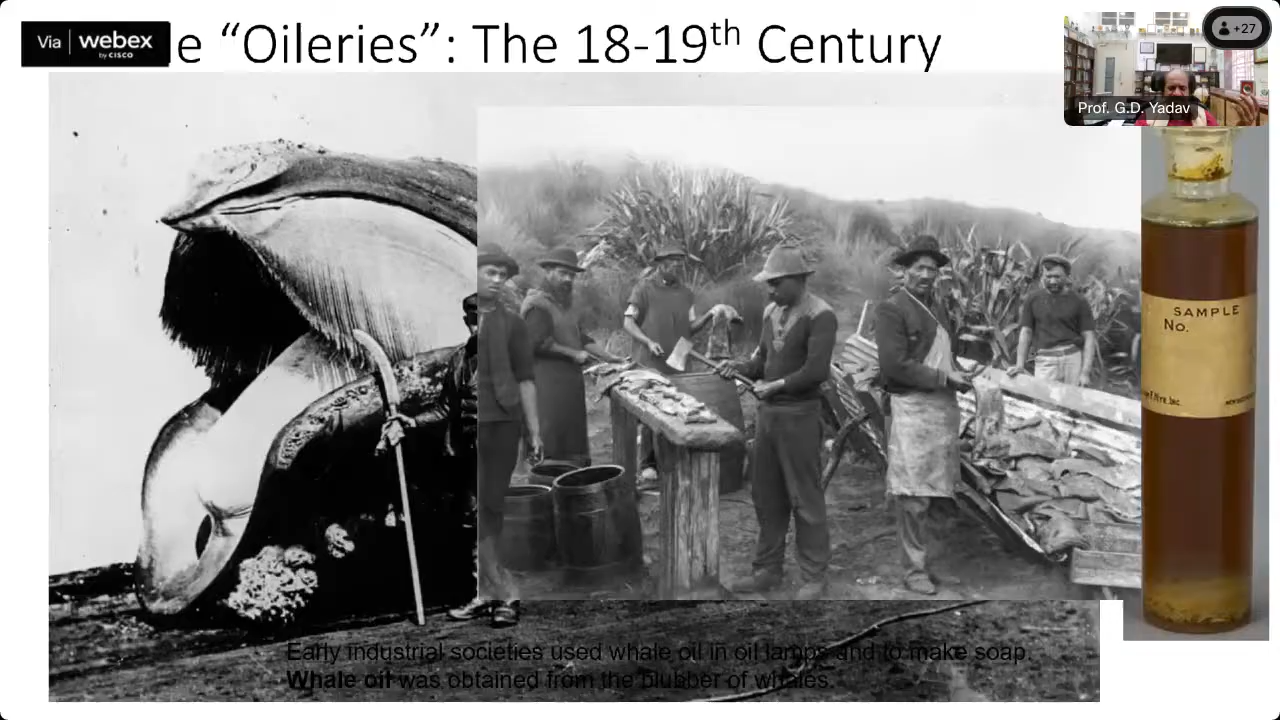 Via webex
by CISCO
e “Oileries”: The 18-19th Century
+27
Prof. G.D. Yadav
SAMPLE
No.
Inc.
Early industrial societies used whale oil in oil lamps and to make soap.
Whale oil was obtained from the blubber of whales.